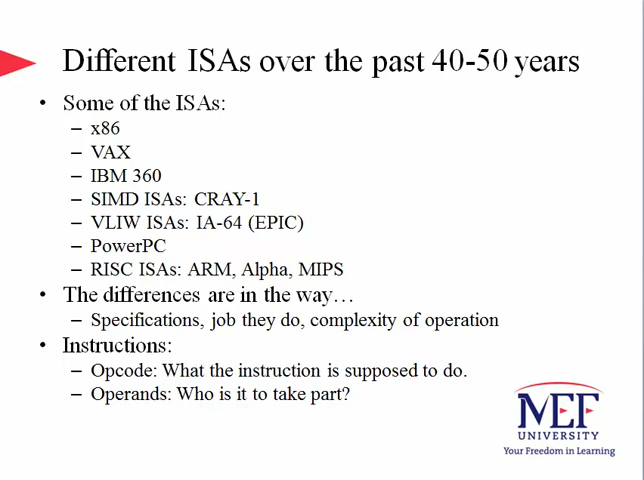 Different ISAs over the past 40-50 years
• Some of the ISAs:
– x86
– VAX
– IBM 360
– SIMD ISAs: CRAY-1
– VLIW ISAs: IA-64 (EPIC)
– PowerPC
– RISC ISAs: ARM, Alpha, MIPS
• The differences are in the way…
– Specifications, job they do, complexity of operation
• Instructions:
– Opcode: What the instruction is supposed to do.
– Operands: Who is it to take part?
MEF
UNIVERSITY
Your Freedom in Learning